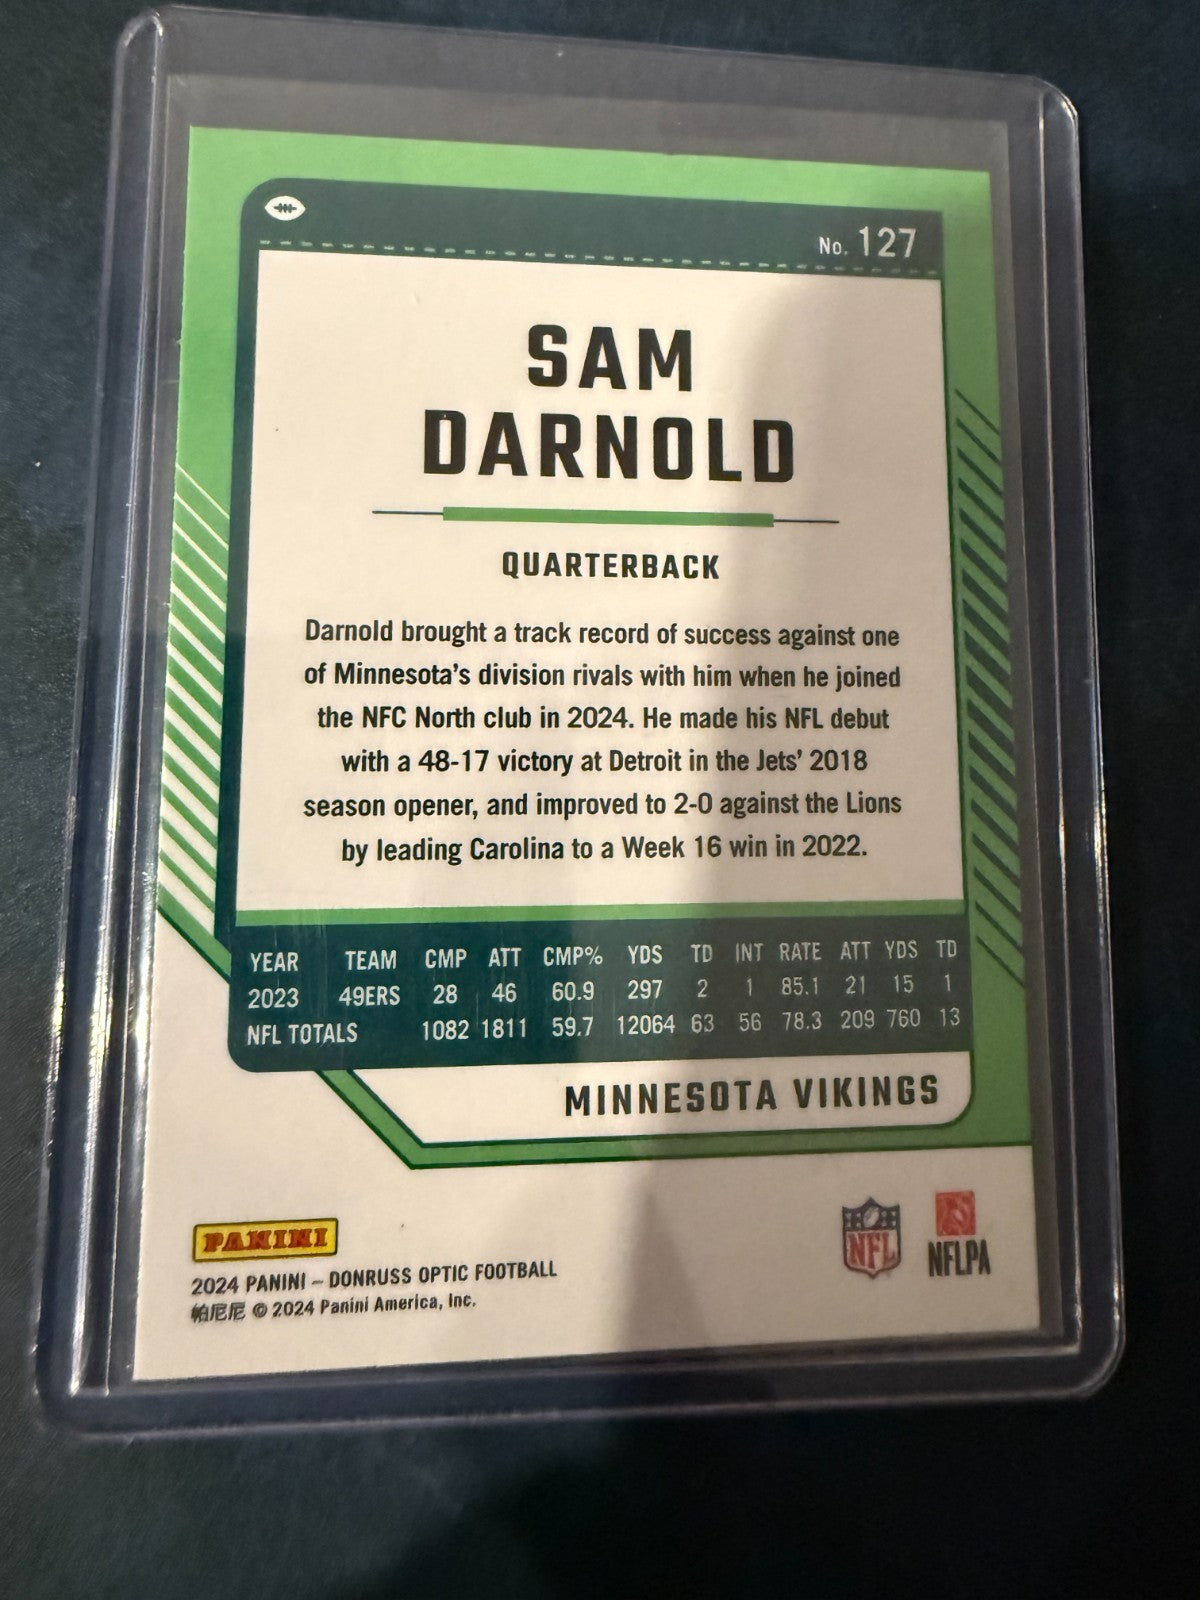 No. 127
SAM
DARNOLD
QUARTERBACK
Darnold brought a track record of success against one
of Minnesota's division rivals with him when he joined
the NFC North club in 2024. He made his NFL debut
with a 48-17 victory at Detroit in the Jets' 2018
season opener, and improved to 2-0 against the Lions
by leading Carolina to a Week 16 win in 2022.
YEAR TEAM CMP ATT CMP% YDS TD INT RATE ATT YDS TD
2023 49ERS 28 46 60.9 297 2 1 85.1 21 15 1
NFL TOTALS 1082 1811 59.7 12064 63 56 78.3 209 760 13
MINNESOTA VIKINGS
PANINI
2024 PANINI – DONRUSS OPTIC FOOTBALL
帕尼尼 © 2024 Panini America, Inc.
NFL
NFLPA